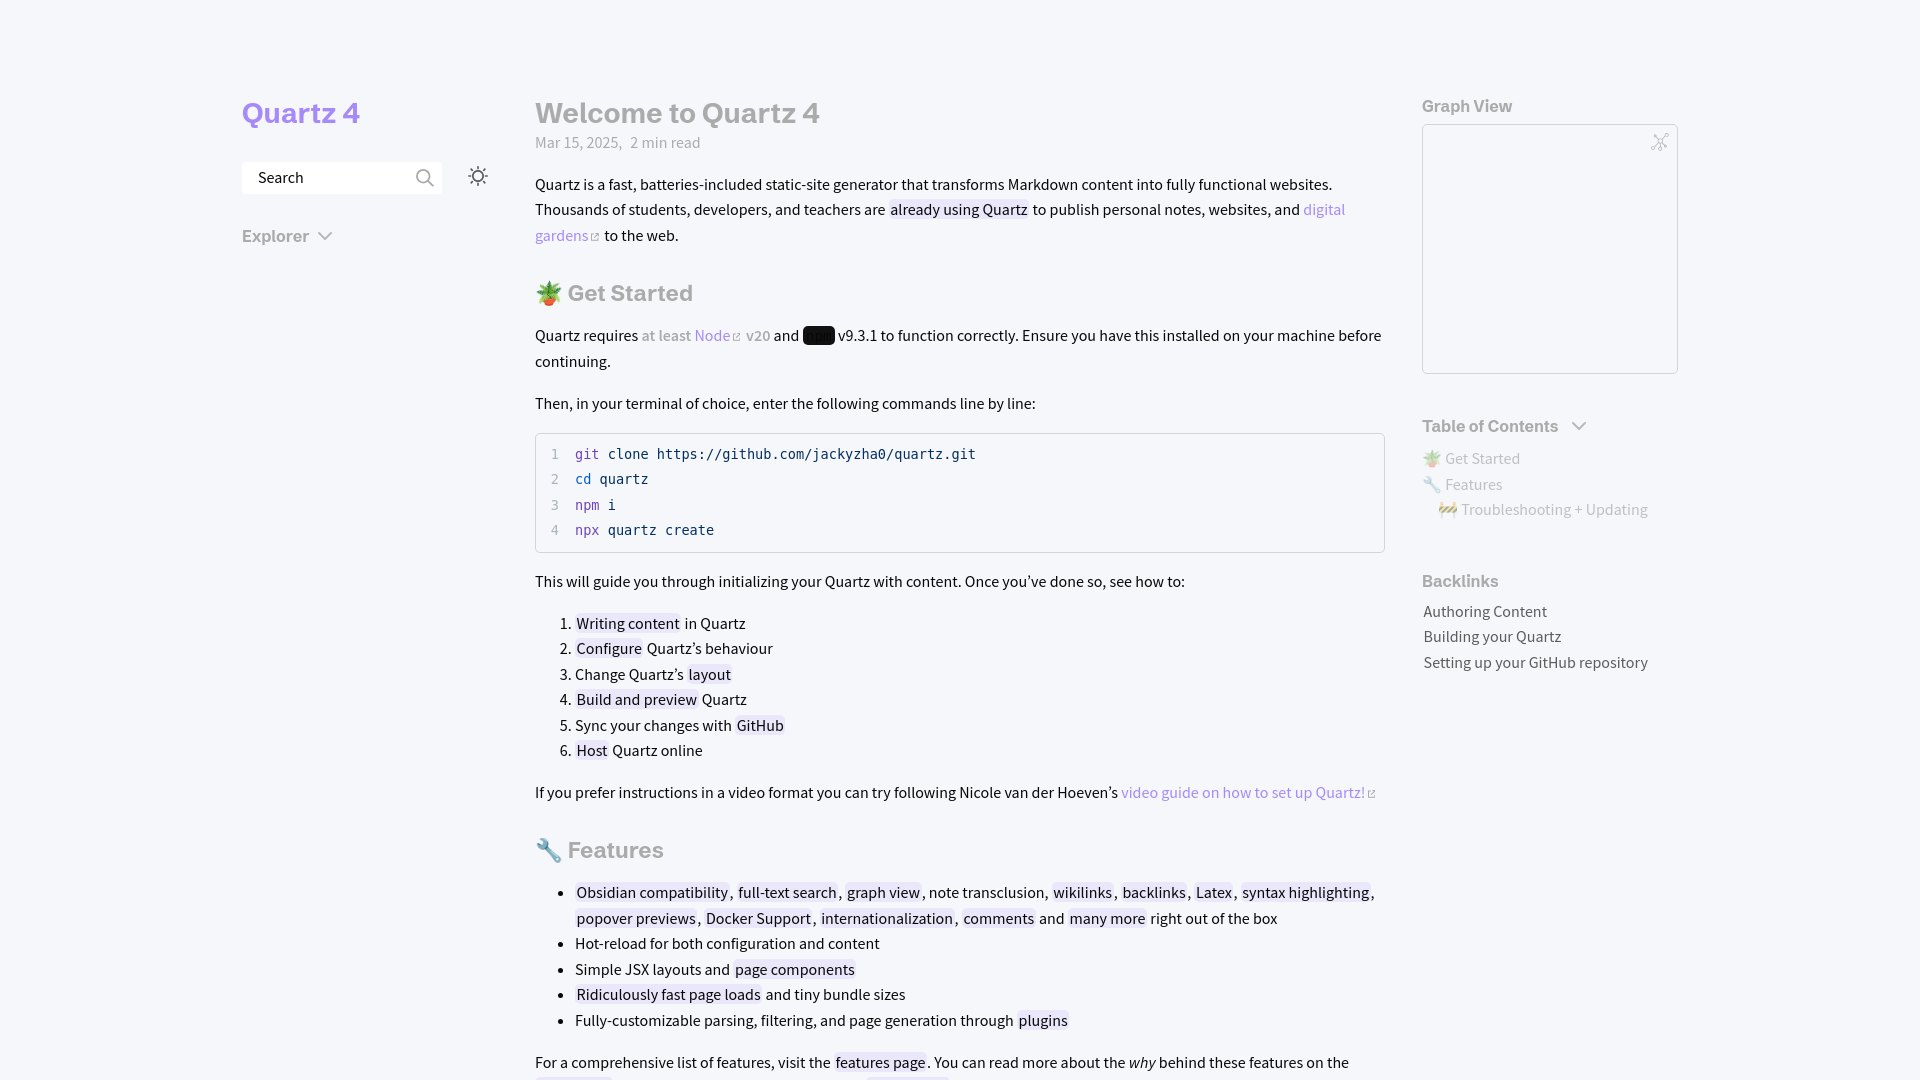 Quartz 4
Search
Explorer
Welcome to Quartz 4
Mar 15, 2025, 2 min read
Quartz is a fast, batteries-included static-site generator that transforms Markdown content into fully functional websites.
Thousands of students, developers, and teachers are already using Quartz to publish personal notes, websites, and digital
gardens to the web.
🪴 Get Started
Quartz requires at least Node v20 and v9.3.1 to function correctly. Ensure you have this installed on your machine before
continuing.
Then, in your terminal of choice, enter the following commands line by line:
1 git clone https://github.com/jackyzha0/quartz.git
2 cd quartz
3 npm i
4 npx quartz create
This will guide you through initializing your Quartz with content. Once you’ve done so, see how to:
1. Writing content in Quartz
2. Configure Quartz’s behaviour
3. Change Quartz’s layout
4. Build and preview Quartz
5. Sync your changes with GitHub
6. Host Quartz online
If you prefer instructions in a video format you can try following Nicole van der Hoeven’s video guide on how to set up Quartz!
🔧 Features
• Obsidian compatibility, full-text search, graph view, note transclusion, wikilinks, backlinks, Latex, syntax highlighting,
popover previews, Docker Support, internationalization, comments and many more right out of the box
• Hot-reload for both configuration and content
• Simple JSX layouts and page components
• Ridiculously fast page loads and tiny bundle sizes
• Fully-customizable parsing, filtering, and page generation through plugins
For a comprehensive list of features, visit the features page. You can read more about the why behind these features on the
Graph View
Table of Contents
🪴 Get Started
🔧 Features
🚧 Troubleshooting + Updating
Backlinks
Authoring Content
Building your Quartz
Setting up your GitHub repository